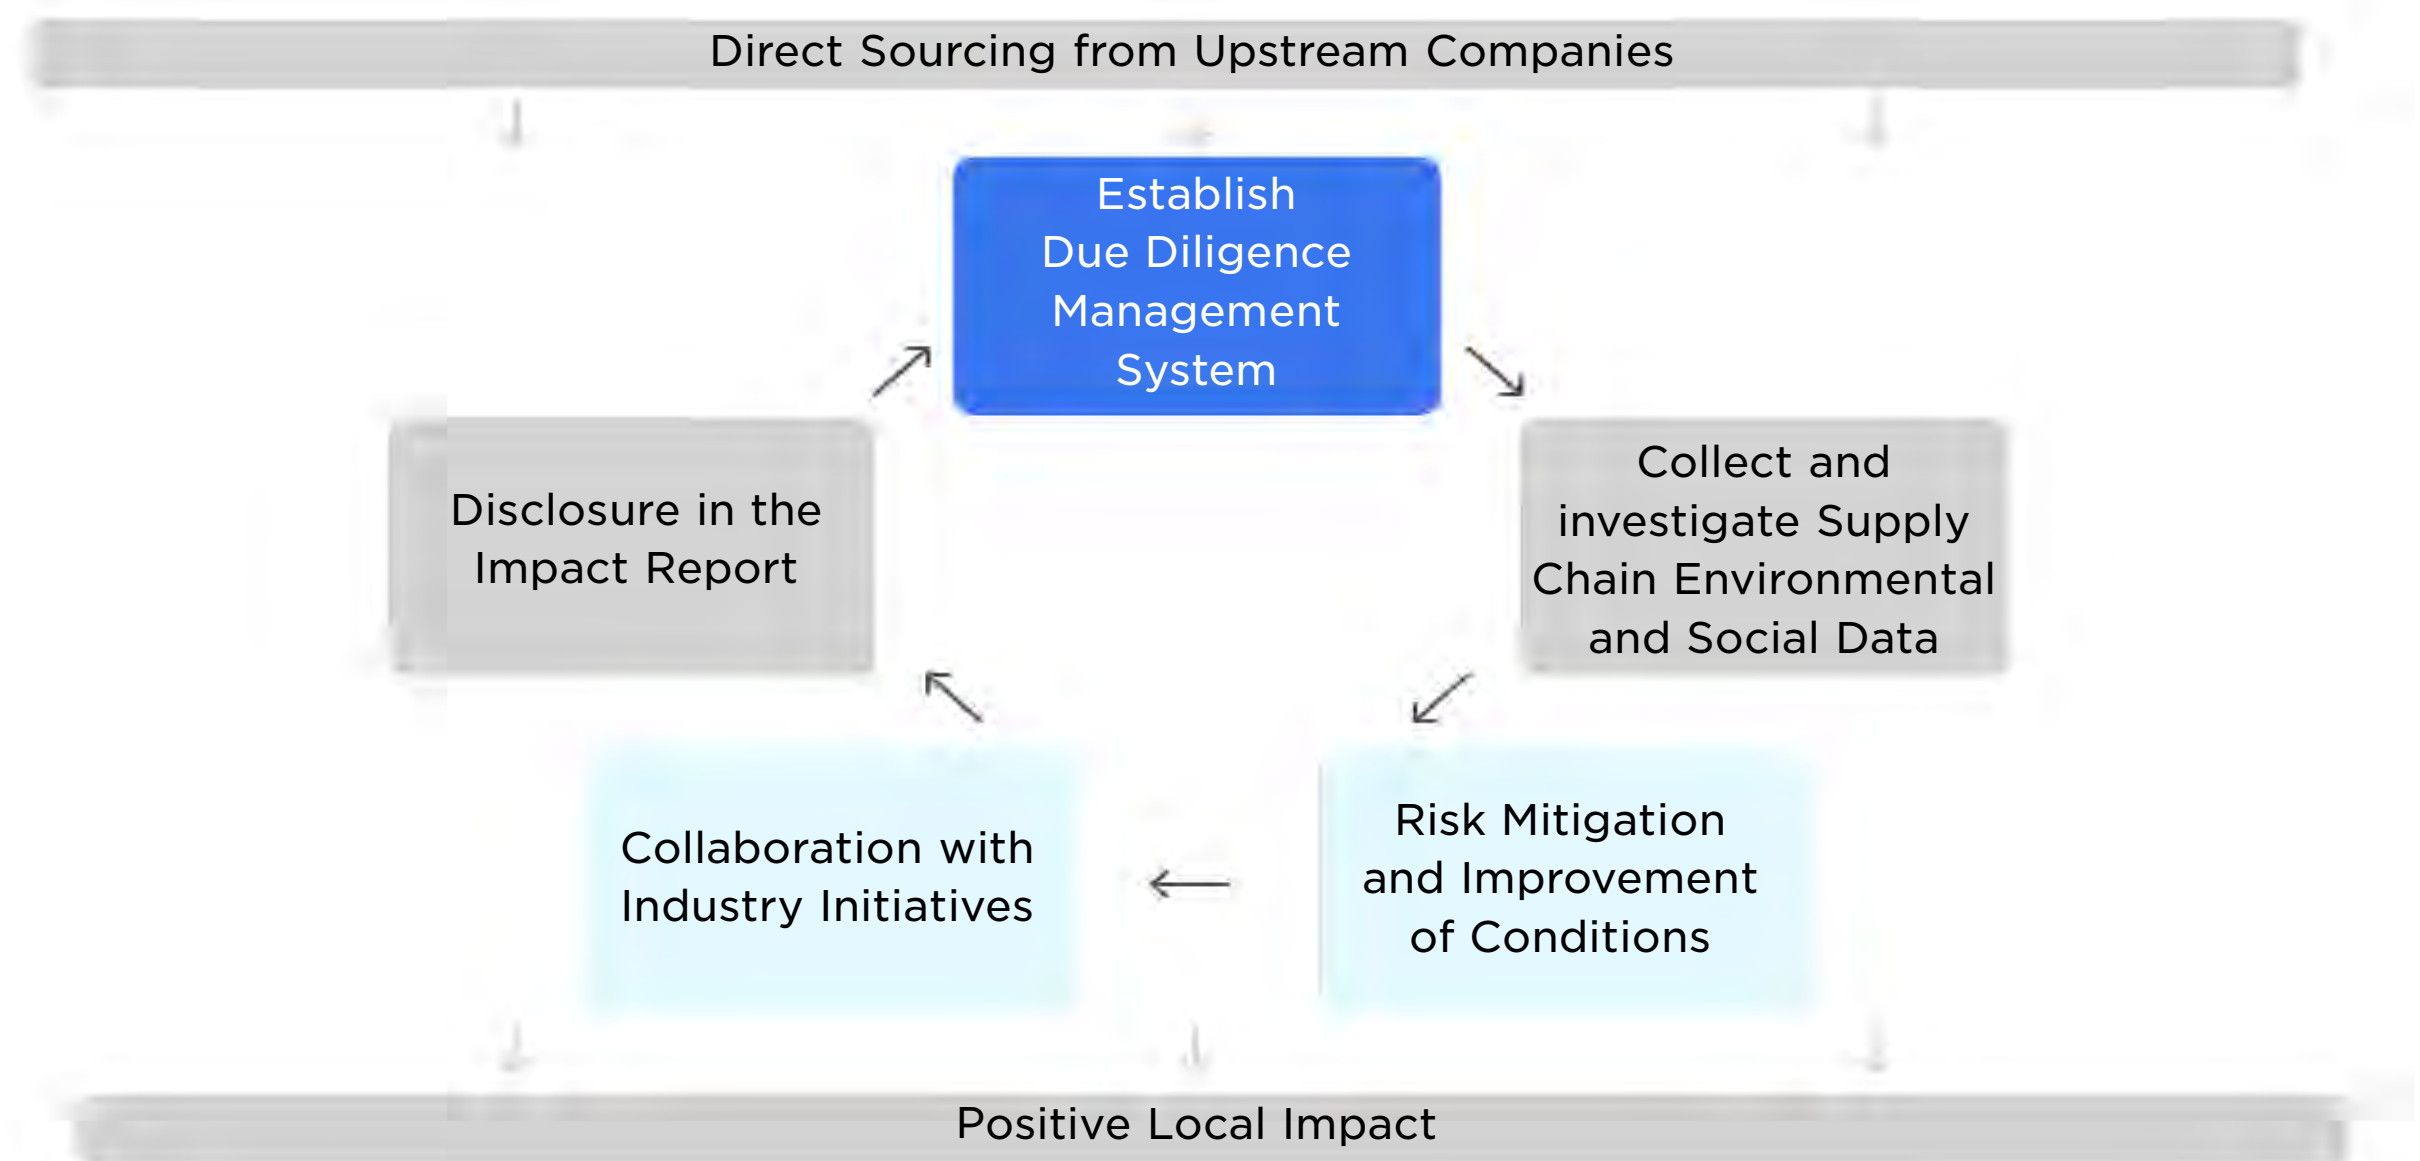 Direct Sourcing from Upstream Companies
Establish
Due Diligence
Management
System
Collect and
investigate Supply
Chain Environmental
and Social Data
Disclosure in the
Impact Report
Risk Mitigation
and Improvement
of Conditions
Collaboration with
Industry Initiatives
Positive Local Impact